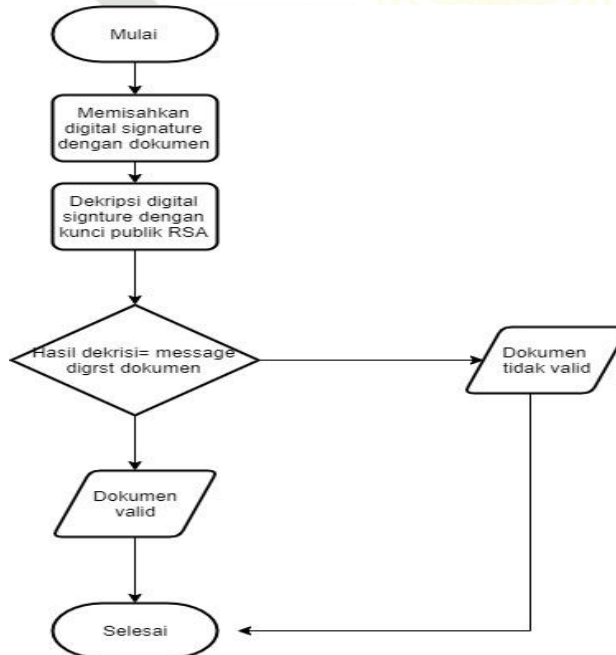 Mulai
Memisahkan
digital signature
dengan dokumen
Dekripsi digital
signture dengan
kunci publik RSA
Hasil dekrisi= message
digrst dokumen
Dokumen
tidak valid
Dokumen
valid
Selesai